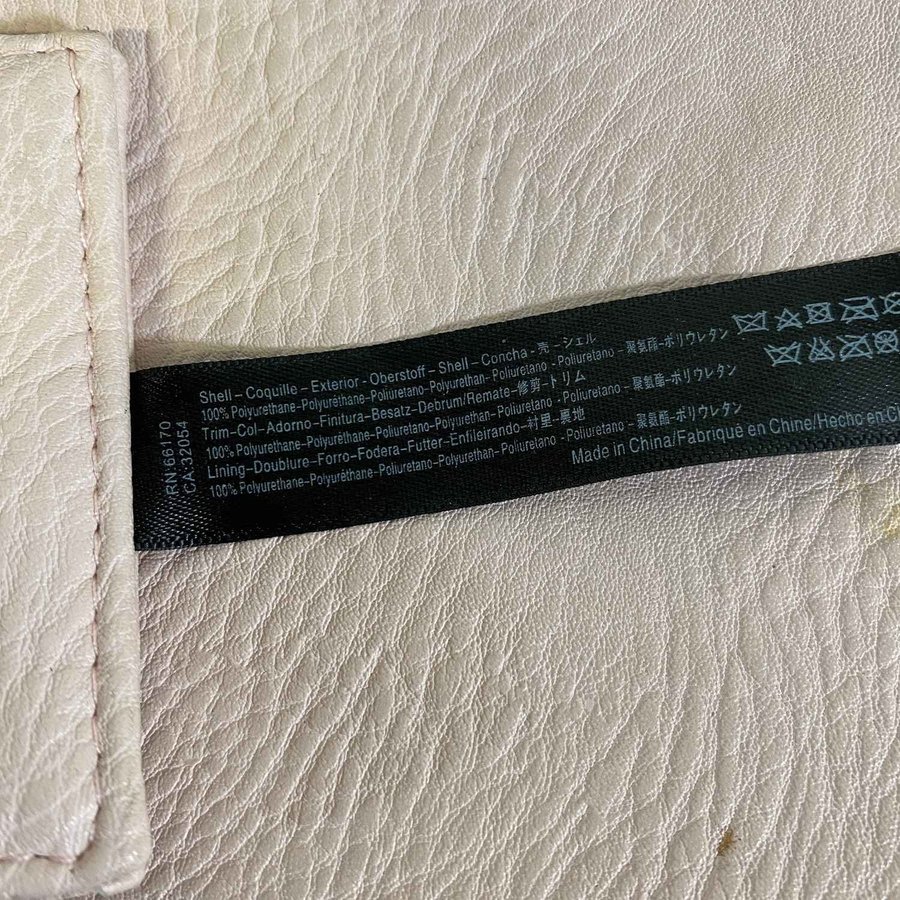 RN:66170
CA:32054
Shell – Coquille – Exterior - Oberstoff – Shell – Concha - 壳 – シェル
100% Polyurethane-Polyuréthane-Poliuretano-Polyurethan- Poliuretano - Poliuretano - 聚氨酯–ポリウレタン
Trim-Col-Adorno-Finitura-Besatz-Debrum/Remate-修剪-トリム
100% Polyurethane-Polyuréthane-Poliuretano-Polyurethan-Poliuretano - Poliuretano - 聚氨酯-ポリウレタン
Lining-Doublure-Forro-Fodera-Futter-Enfileirando-衬里-裏地
100% Polyurethane-Polyuréthane-Poliuretano-Polyurethan-Poliuretano - Poliuretano - 聚氨酯-ポリウレタン
Made in China/Fabriqué en Chine/Hecho en